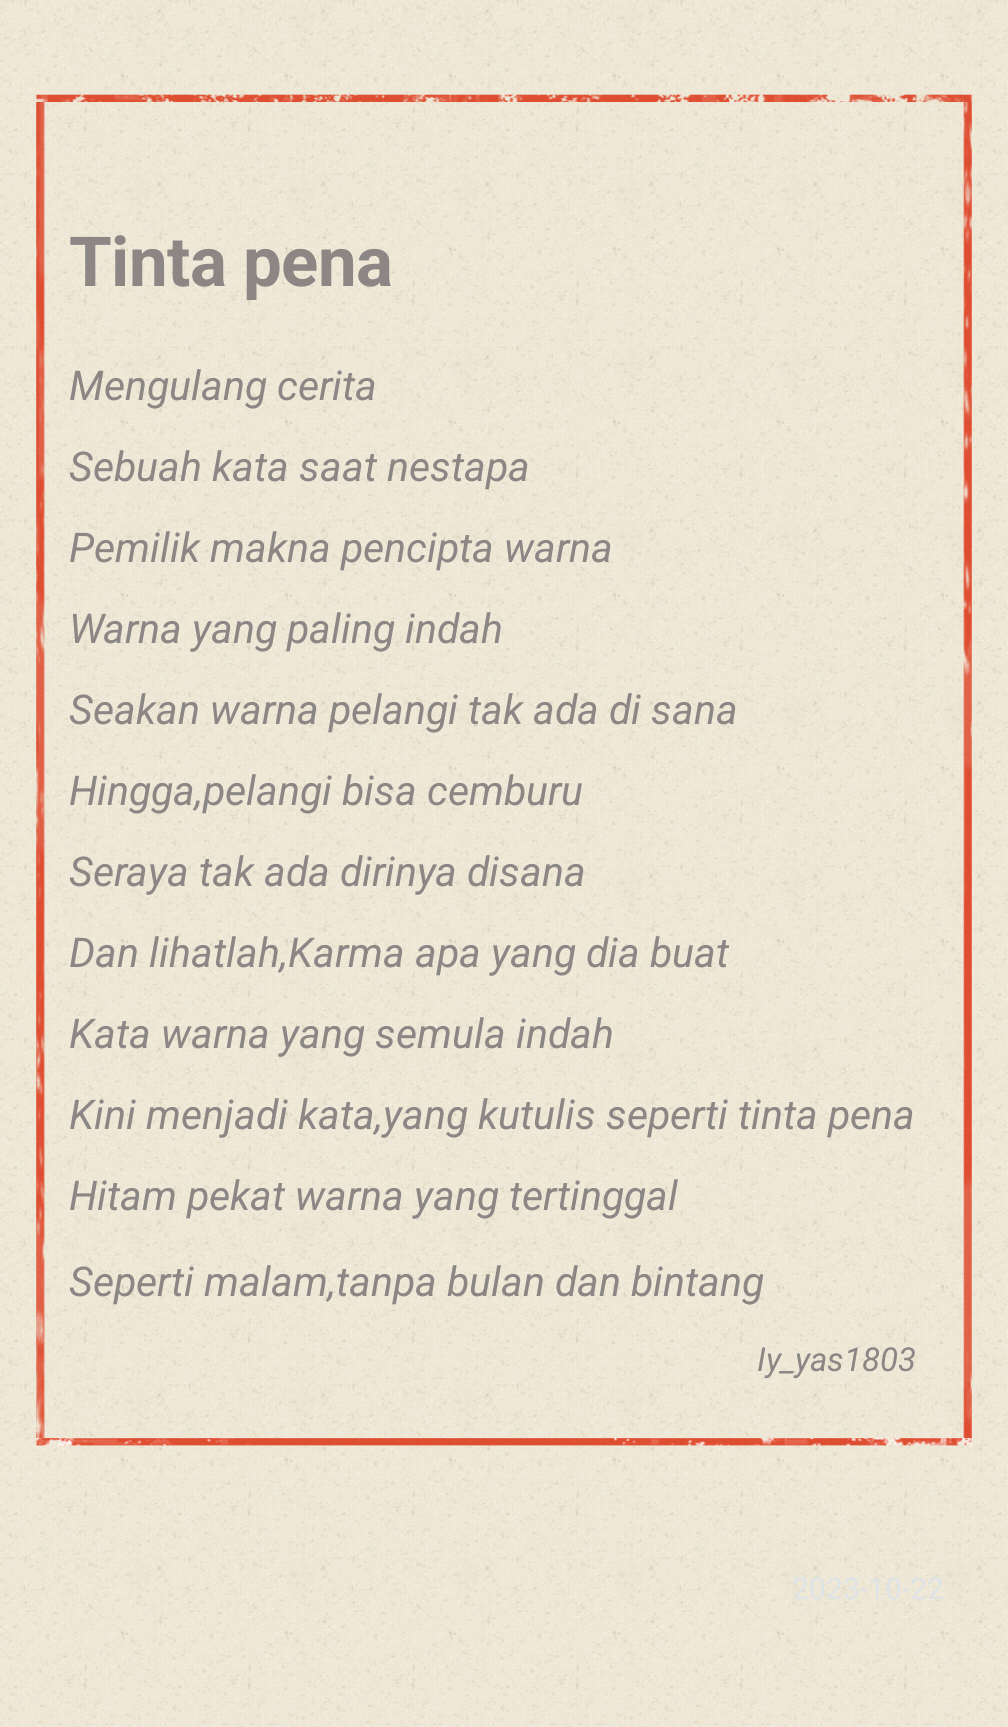 Tinta pena
Mengulang cerita
Sebuah kata saat nestapa
Pemilik makna pencipta warna
Warna yang paling indah
Seakan warna pelangi tak ada di sana
Hingga,pelangi bisa cemburu
Seraya tak ada dirinya disana
Dan lihatlah,Karma apa yang dia buat
Kata warna yang semula indah
Kini menjadi kata,yang kutulis seperti tinta pena
Hitam pekat warna yang tertinggal
Seperti malam,tanpa bulan dan bintang
ly_yas1803
2023-10-22